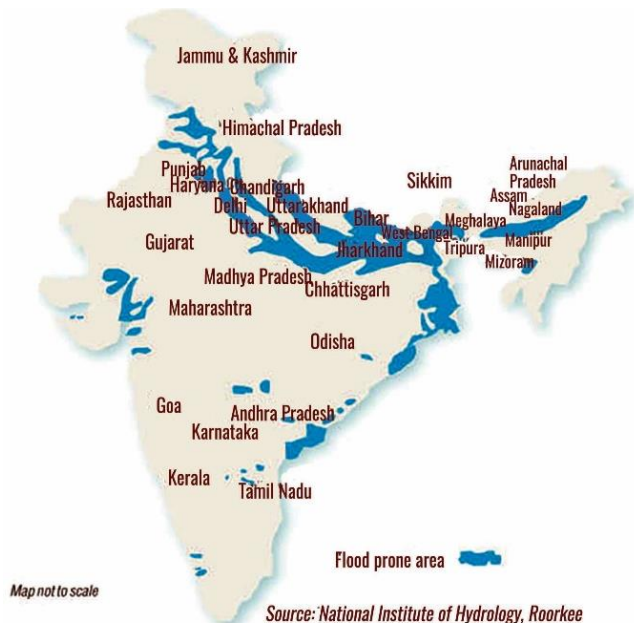 Jammu & Kashmir
Himachal Pradesh
Punjab
Haryana
Chandigarh
Rajasthan
Delhi
Uttarakhand
Uttar Pradesh
Sikkim
Arunachal
Pradesh
Assam
Nagaland
Bihar
Meghalaya
West Bengal
Manipur
Tripura
Mizoram
Gujarat
Jharkhand
Madhya Pradesh
Chhattisgarh
Maharashtra
Odisha
Goa
Andhra Pradesh
Karnataka
Kerala
Tamil Nadu
Flood prone area
Map not to scale
Source: National Institute of Hydrology, Roorkee